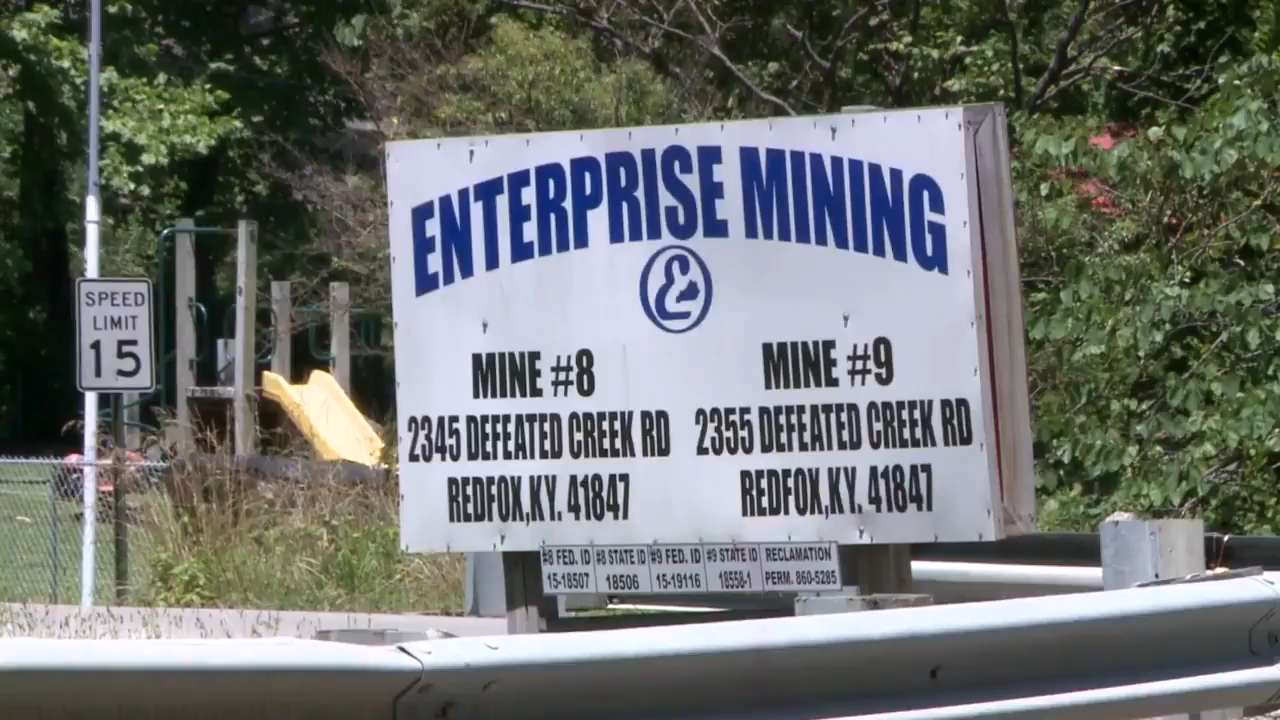 SPEED
LIMIT
15
ENTERPRISE MINING
&
MINE #8
2345 DEFEATED CREEK RD
REDFOX,KY. 41847
MINE #9
2355 DEFEATED CREEK RD
REDFOX,KY. 41847
#8 FED. ID
15-18507
#8 STATE ID
18506
#9 FED. ID
15-19116
#9 STATE ID
18558-1
RECLAMATION
PERM. 860-5285